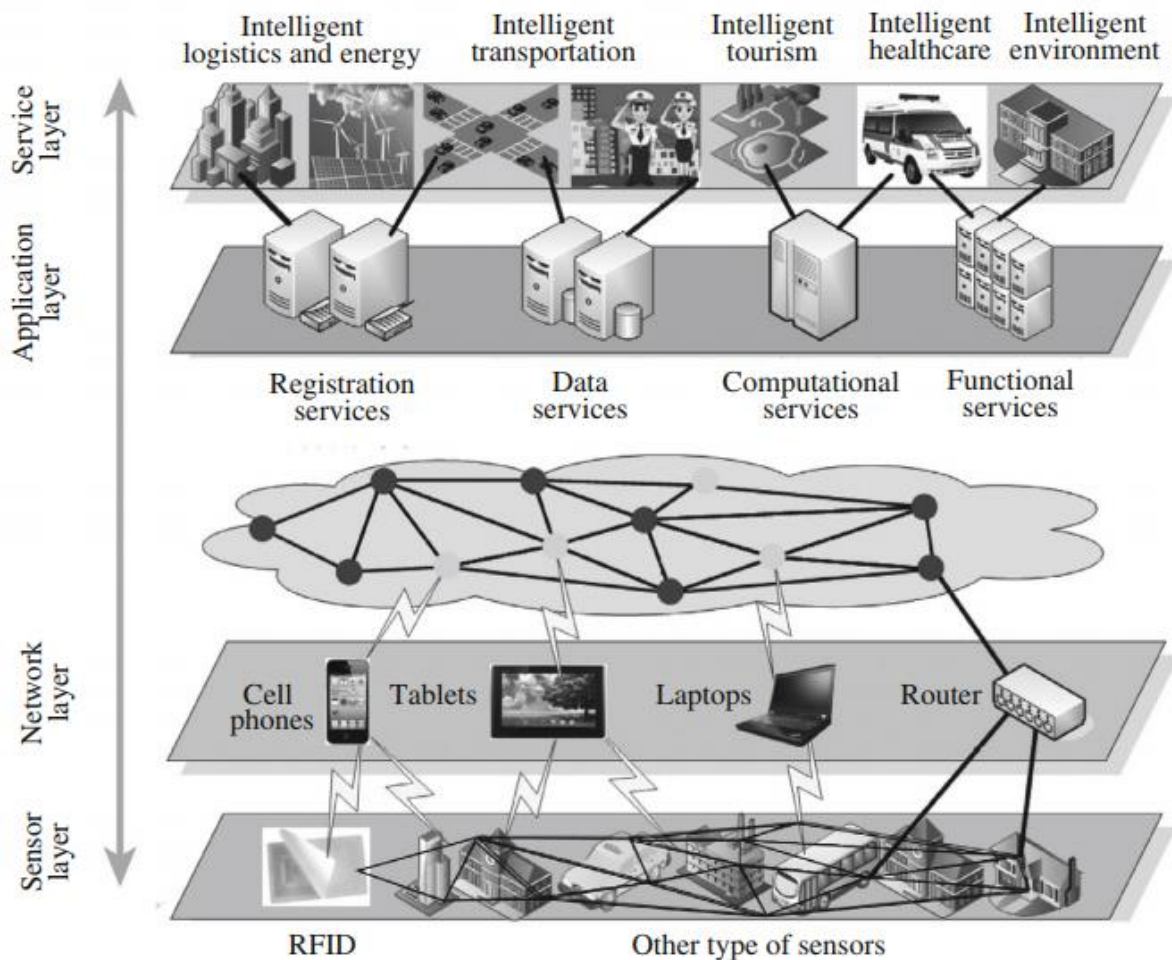 Intelligent
logistics and energy
Intelligent
transportation
Intelligent
tourism
Intelligent
healthcare
Intelligent
environment
Service
layer
Application
layer
Registration
services
Data
services
Computational
services
Functional
services
Network
layer
Cell
phones
Tablets
Laptops
Router
Sensor
layer
RFID
Other type of sensors